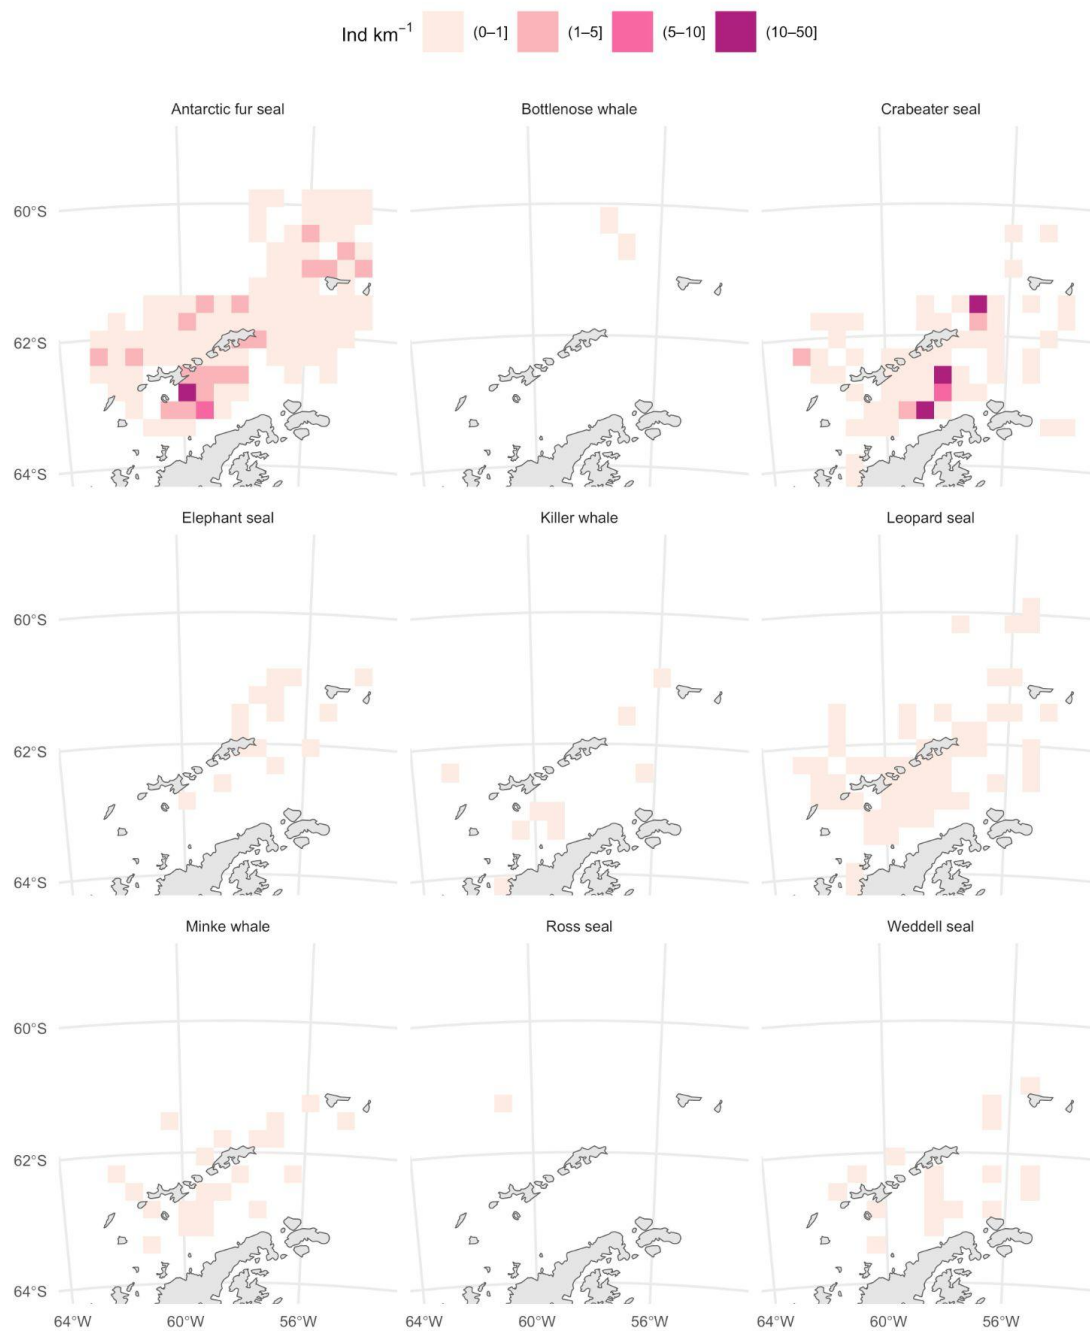 Ind km⁻¹ (0–1] (1–5] (5–10] (10–50]
Antarctic fur seal Bottlenose whale Crabeater seal
60°S
62°S
64°S
Elephant seal Killer whale Leopard seal
60°S
62°S
64°S
Minke whale Ross seal Weddell seal
60°S
62°S
64°S
64°W 60°W 56°W 64°W 60°W 56°W 64°W 60°W 56°W